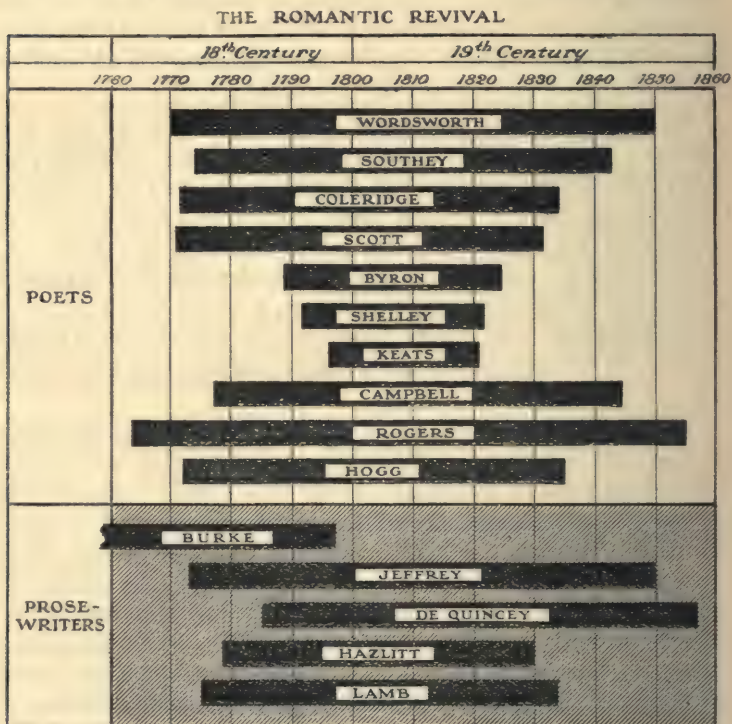 THE ROMANTIC REVIVAL
18th Century 19th Century
1760 1770 1780 1790 1800 1810 1820 1830 1840 1850 1860
WORDSWORTH
SOUTHEY
COLERIDGE
SCOTT
BYRON
POETS
SHELLEY
KEATS
CAMPBELL
ROGERS
HOGG
BURKE
JEFFREY
PROSE-
WRITERS
DE QUINCEY
HAZLITT
LAMB